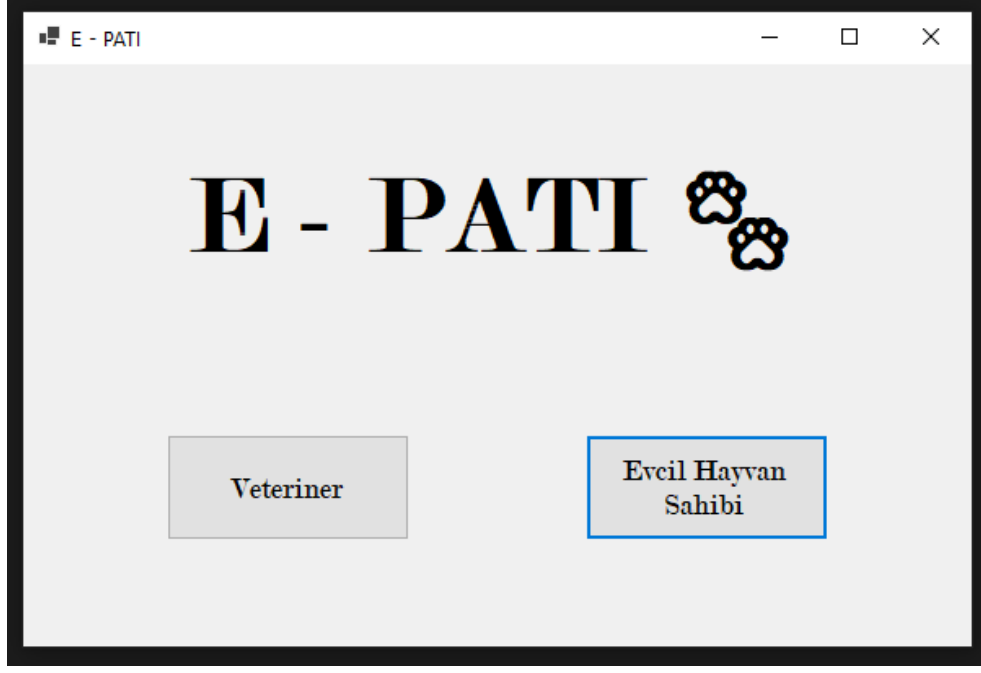 E - PATI
E - PATI
Veteriner
Evcil Hayvan
Sahibi